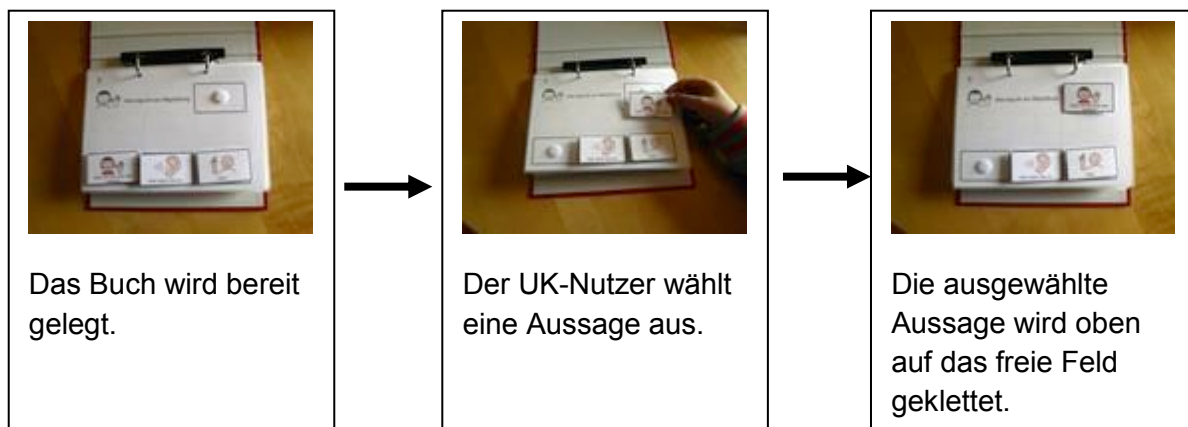 Das Buch wird bereit
gelegt.
Der UK-Nutzer wählt
eine Aussage aus.
Die ausgewählte
Aussage wird oben
auf das freie Feld
geklettet.